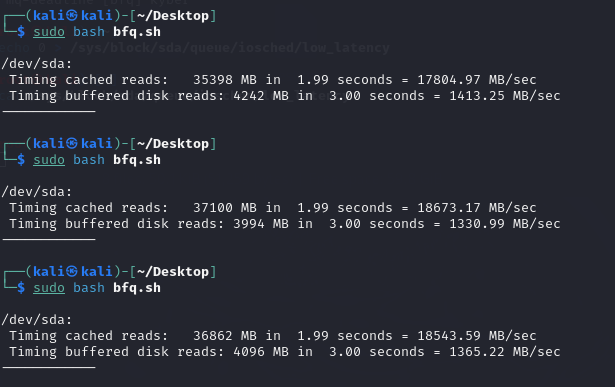 ┌──(kali㉿kali)-[~/Desktop]
└─$ sudo bash bfq.sh
/dev/sda:
Timing cached reads: 35398 MB in 1.99 seconds = 17804.97 MB/sec
Timing buffered disk reads: 4242 MB in 3.00 seconds = 1413.25 MB/sec
————————————
┌──(kali㉿kali)-[~/Desktop]
└─$ sudo bash bfq.sh
/dev/sda:
Timing cached reads: 37100 MB in 1.99 seconds = 18673.17 MB/sec
Timing buffered disk reads: 3994 MB in 3.00 seconds = 1330.99 MB/sec
————————————
┌──(kali㉿kali)-[~/Desktop]
└─$ sudo bash bfq.sh
/dev/sda:
Timing cached reads: 36862 MB in 1.99 seconds = 18543.59 MB/sec
Timing buffered disk reads: 4096 MB in 3.00 seconds = 1365.22 MB/sec
————————————